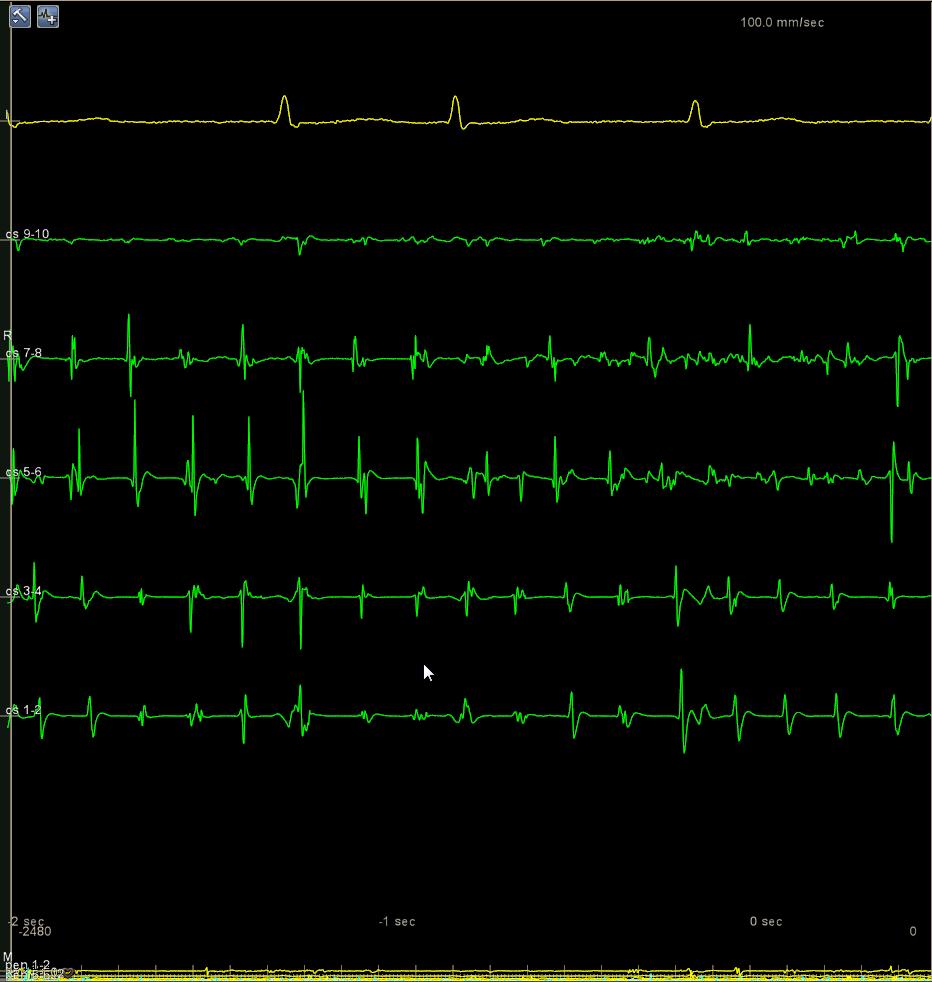 100.0 mm/sec
I
cs 9-10
R
cs 7-8
cs 5-6
cs 3-4
cs 1-2
-2 sec
-1 sec
0 sec
-2480
0
M
pen 1-2